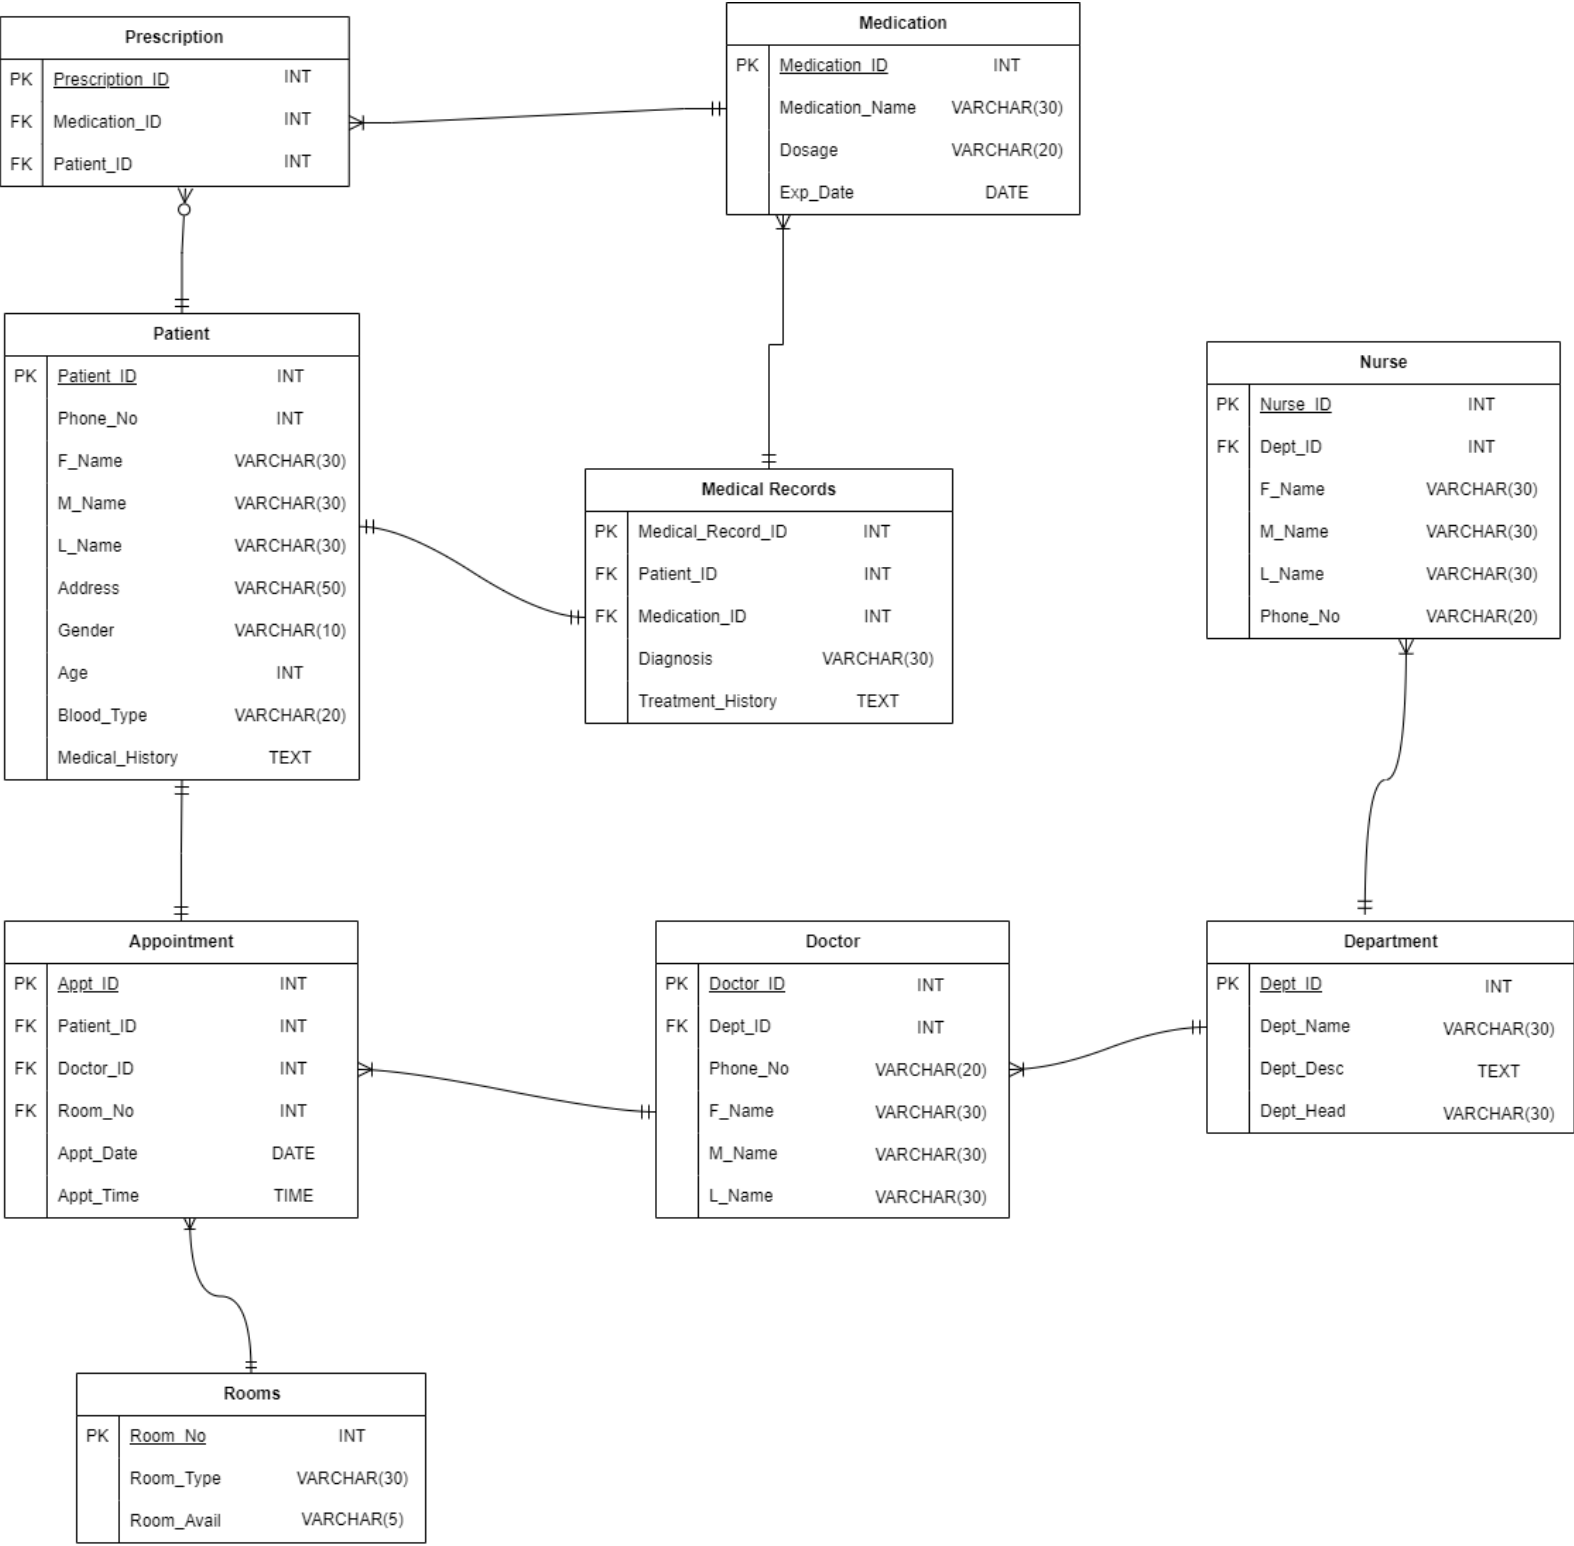 Prescription
PK Prescription_ID INT
FK Medication_ID INT
FK Patient_ID INT
Medication
PK Medication_ID INT
Medication_Name VARCHAR(30)
Dosage VARCHAR(20)
Exp_Date DATE
Patient
PK Patient_ID INT
Phone_No INT
F_Name VARCHAR(30)
M_Name VARCHAR(30)
L_Name VARCHAR(30)
Address VARCHAR(50)
Gender VARCHAR(10)
Age INT
Blood_Type VARCHAR(20)
Medical_History TEXT
Medical Records
PK Medical_Record_ID INT
FK Patient_ID INT
FK Medication_ID INT
Diagnosis VARCHAR(30)
Treatment_History TEXT
Nurse
PK Nurse_ID INT
FK Dept_ID INT
F_Name VARCHAR(30)
M_Name VARCHAR(30)
L_Name VARCHAR(30)
Phone_No VARCHAR(20)
Appointment
PK Appt_ID INT
FK Patient_ID INT
FK Doctor_ID INT
FK Room_No INT
Appt_Date DATE
Appt_Time TIME
Doctor
PK Doctor_ID INT
FK Dept_ID INT
Phone_No VARCHAR(20)
F_Name VARCHAR(30)
M_Name VARCHAR(30)
L_Name VARCHAR(30)
Department
PK Dept_ID INT
Dept_Name VARCHAR(30)
Dept_Desc TEXT
Dept_Head VARCHAR(30)
Rooms
PK Room_No INT
Room_Type VARCHAR(30)
Room_Avail VARCHAR(5)